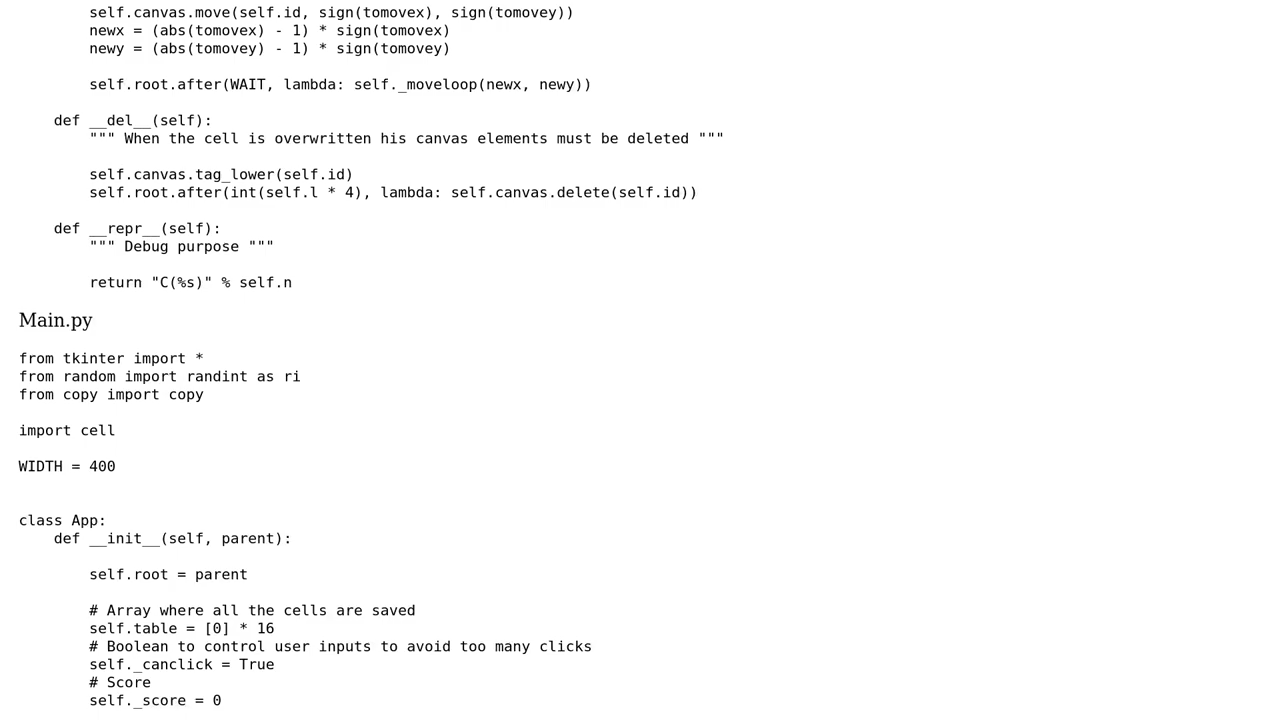 self.canvas.move(self.id, sign(tomovex), sign(tomovey))
newx = (abs(tomovex) - 1) * sign(tomovex)
newy = (abs(tomovey) - 1) * sign(tomovey)
self.root.after(WAIT, lambda: self._moveloop(newx, newy))
def __del__(self):
""" When the cell is overwritten his canvas elements must be deleted """
self.canvas.tag_lower(self.id)
self.root.after(int(self.l * 4), lambda: self.canvas.delete(self.id))
def __repr__(self):
""" Debug purpose """
return "C(%s)" % self.n
Main.py
from tkinter import *
from random import randint as ri
from copy import copy
import cell
WIDTH = 400
class App:
def __init__(self, parent):
self.root = parent
# Array where all the cells are saved
self.table = [0] * 16
# Boolean to control user inputs to avoid too many clicks
self._canclick = True
# Score
self._score = 0